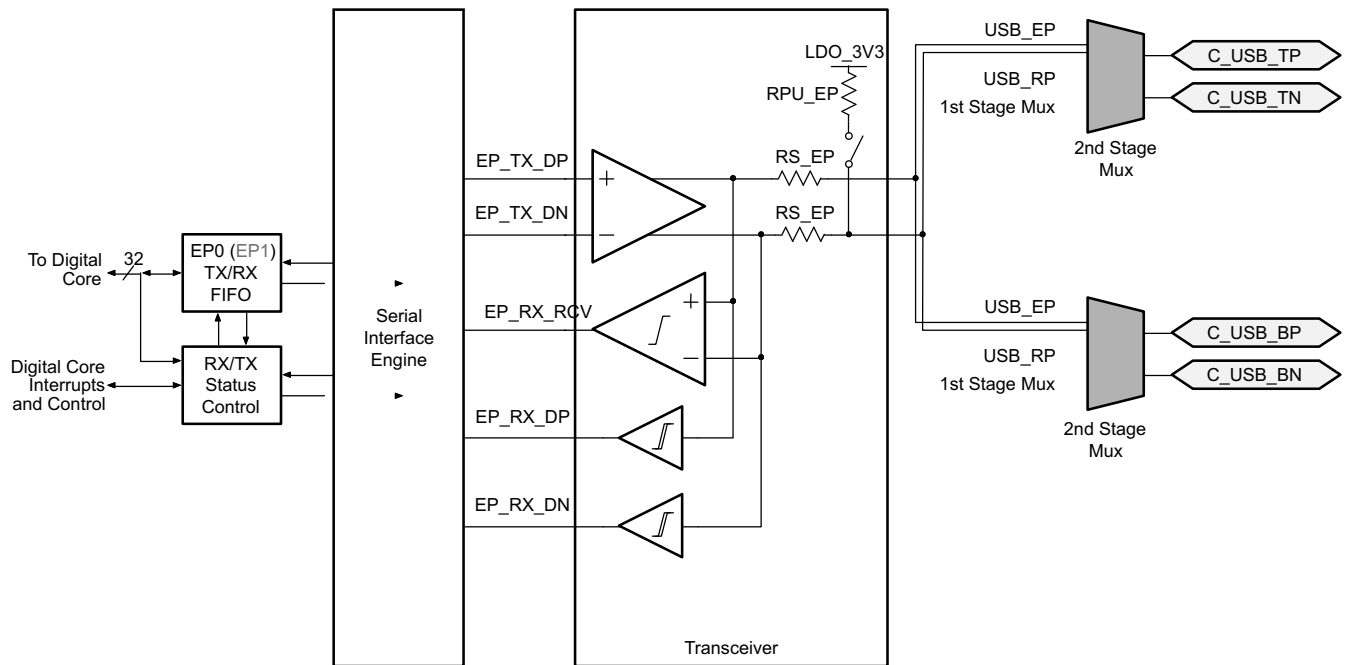 To Digital
Core
32
EP0 (EP1)
TX/RX
FIFO
Digital Core
Interrupts
and Control
RX/TX
Status
Control
Serial
Interface
Engine
EP_TX_DP
EP_TX_DN
EP_RX_RCV
EP_RX_DP
EP_RX_DN
+
−
+
−
LDO_3V3
RPU_EP
RS_EP
RS_EP
Transceiver
USB_EP
USB_RP
1st Stage Mux
2nd Stage
Mux
C_USB_TP
C_USB_TN
USB_EP
USB_RP
1st Stage Mux
2nd Stage
Mux
C_USB_BP
C_USB_BN